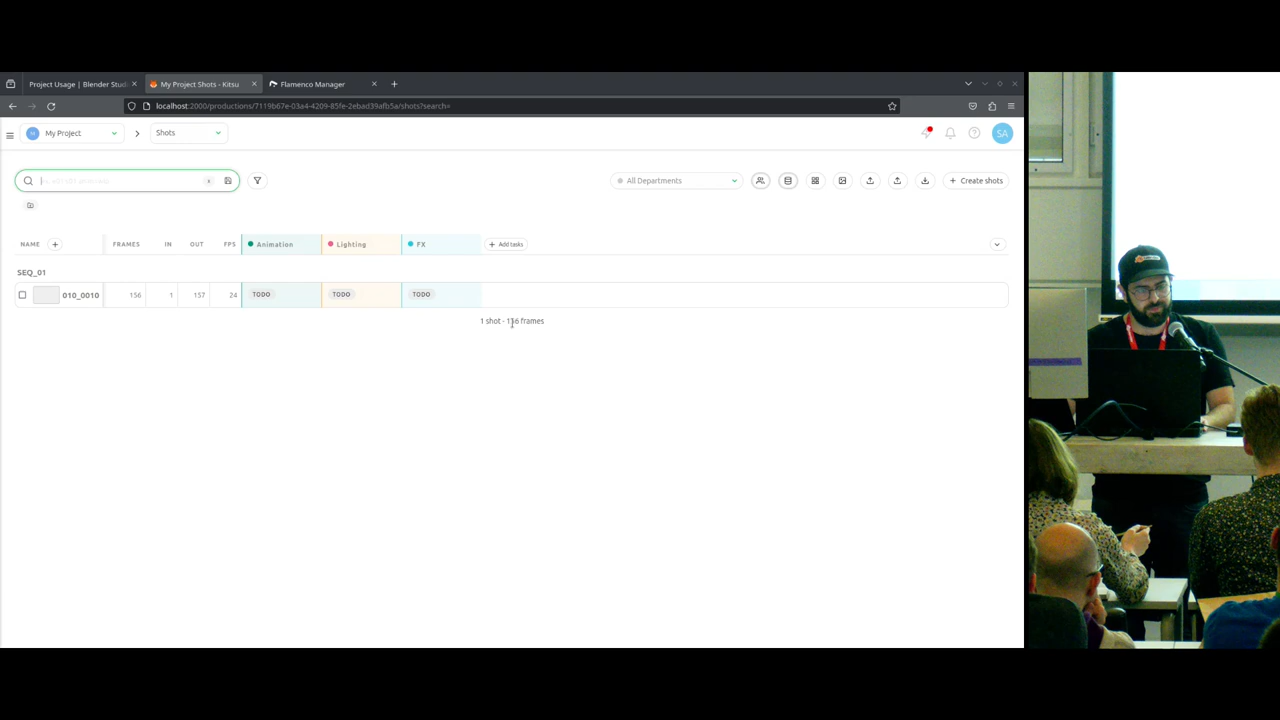 Project Usage | Blender Stud
My Project Shots - Kitsu
Flamenco Manager
localhost:2000/productions/7119b67e-03a4-4209-85fe-2ebad39afb5a/shots?search=
M My Project
Shots
SA
All Departments
Create shots
NAME FRAMES IN OUT FPS Animation Lighting FX Add tasks
SEQ_01
010_0010 156 1 157 24 TODO TODO TODO
1 shot - 156 frames